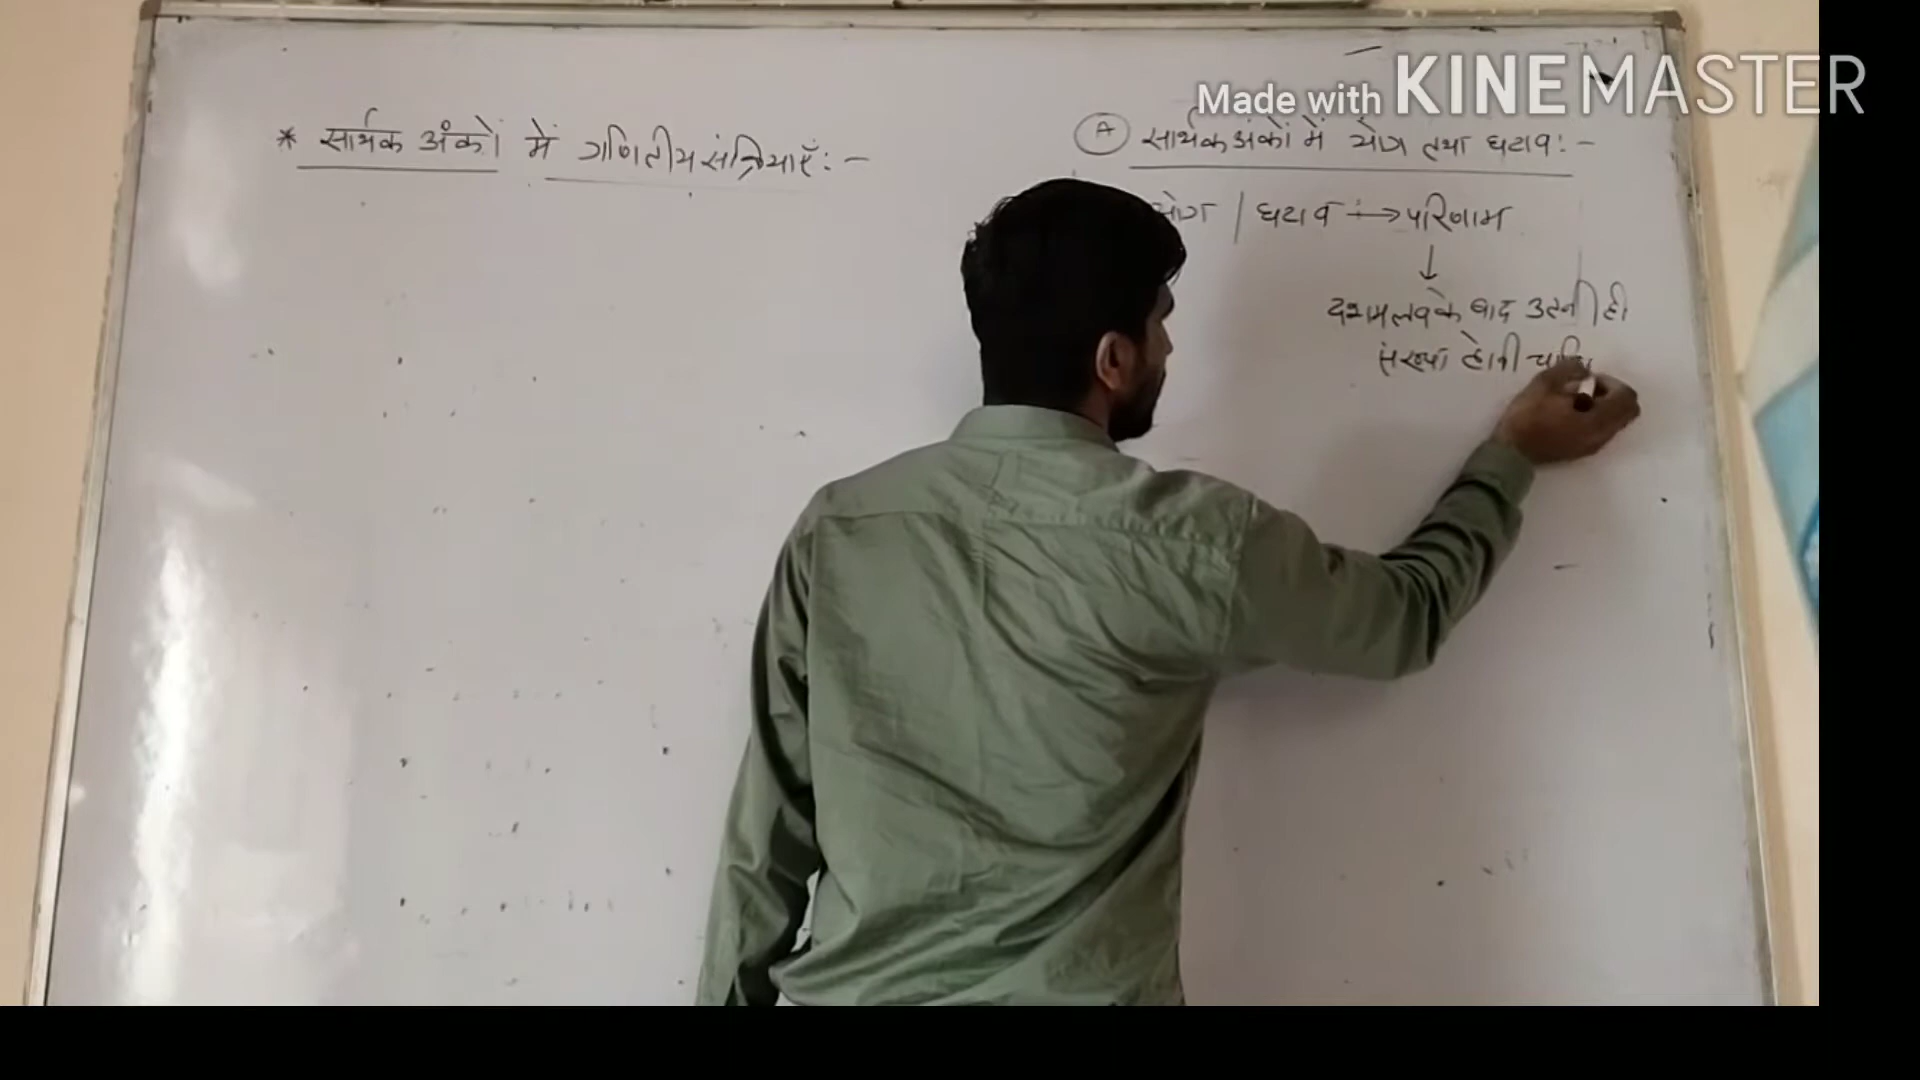 * सार्थक अंकों में गणितीय संक्रियाएँ : -
Made with KINEMASTER
A सार्थक अंकों में योग तथा घटाव : -
योग / घटाव → परिणाम
↓
दशमलव के बाद उतनी ही
संख्या होनी